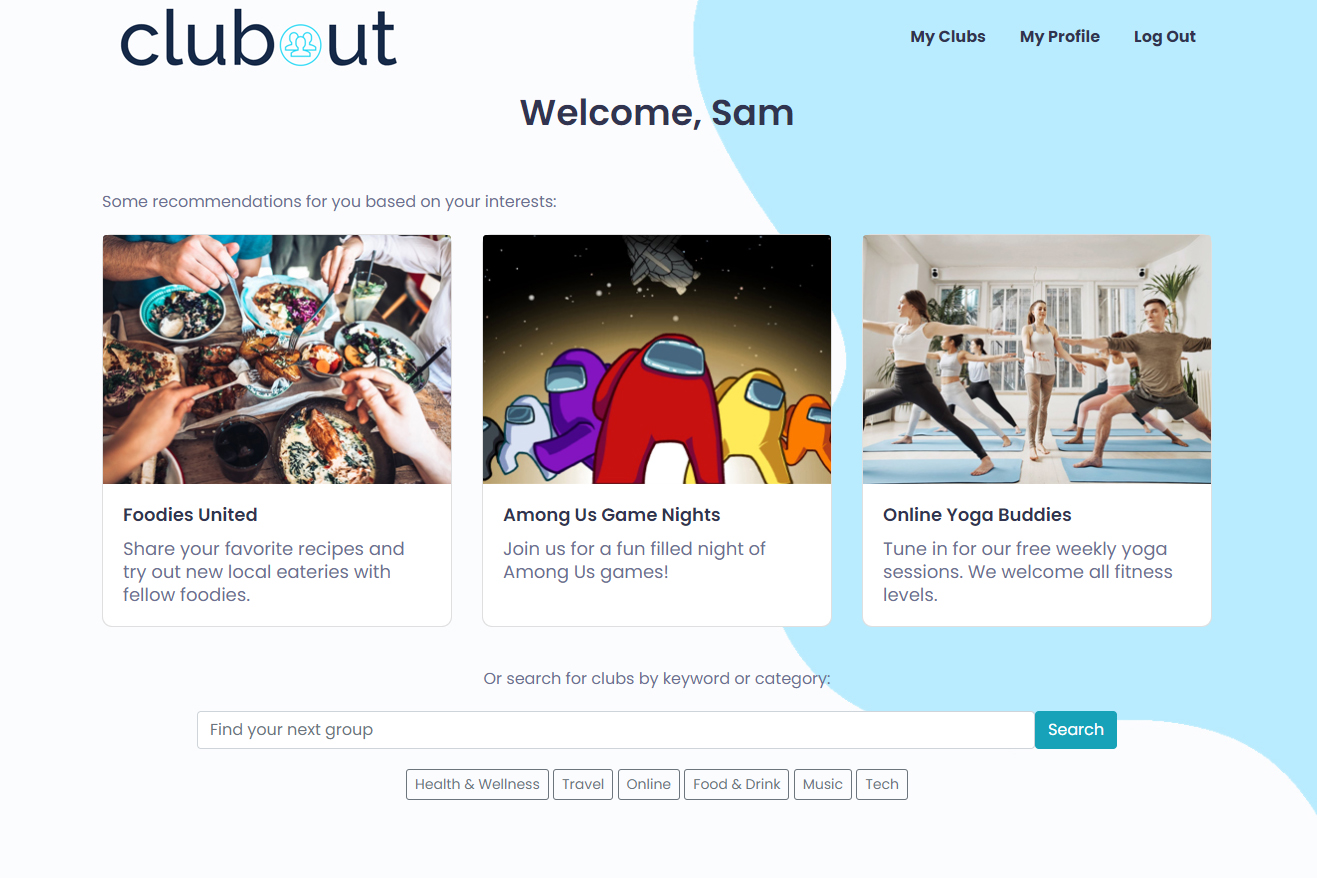 clubout
My Clubs My Profile Log Out
Welcome, Sam
Some recommendations for you based on your interests:
Foodies United
Share your favorite recipes and
try out new local eateries with
fellow foodies.
Among Us Game Nights
Join us for a fun filled night of
Among Us games!
Online Yoga Buddies
Tune in for our free weekly yoga
sessions. We welcome all fitness
levels.
Or search for clubs by keyword or category:
Find your next group Search
Health & Wellness Travel Online Food & Drink Music Tech